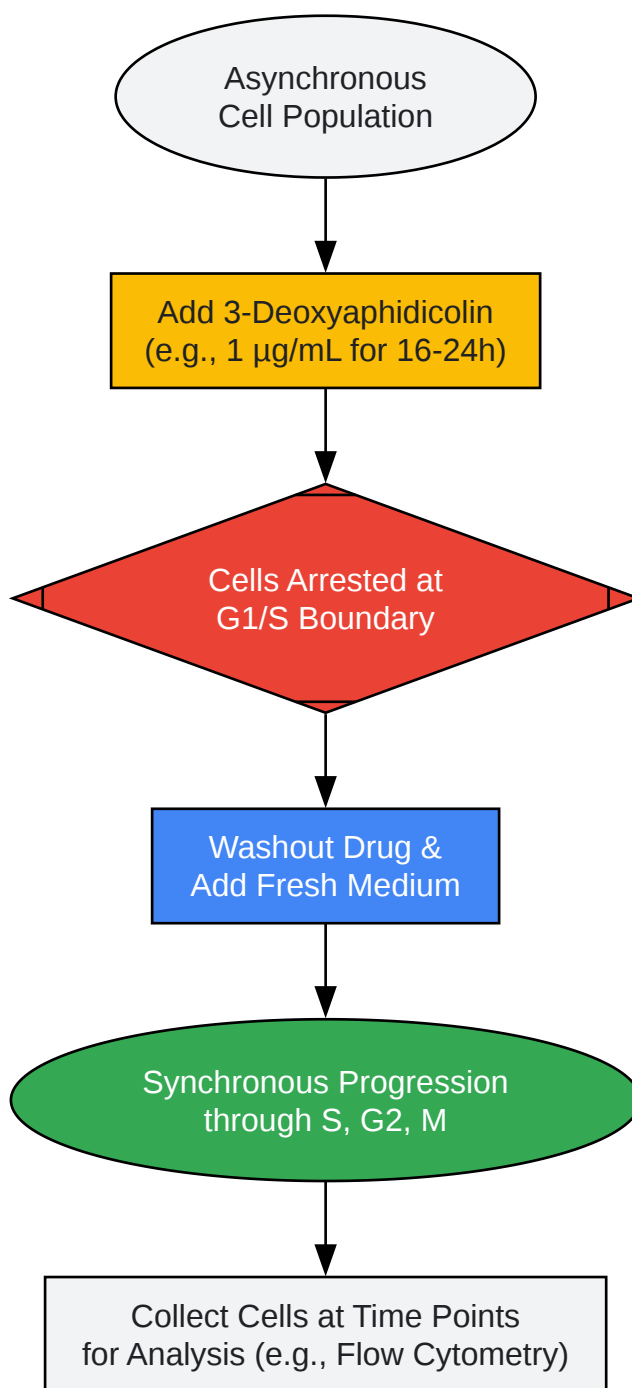 Asynchronous
Cell Population
Add 3-Deoxyaphidicolin
(e.g., 1 µg/mL for 16-24h)
Cells Arrested at
G1/S Boundary
Washout Drug &
Add Fresh Medium
Synchronous Progression
through S, G2, M
Collect Cells at Time Points
for Analysis (e.g., Flow Cytometry)